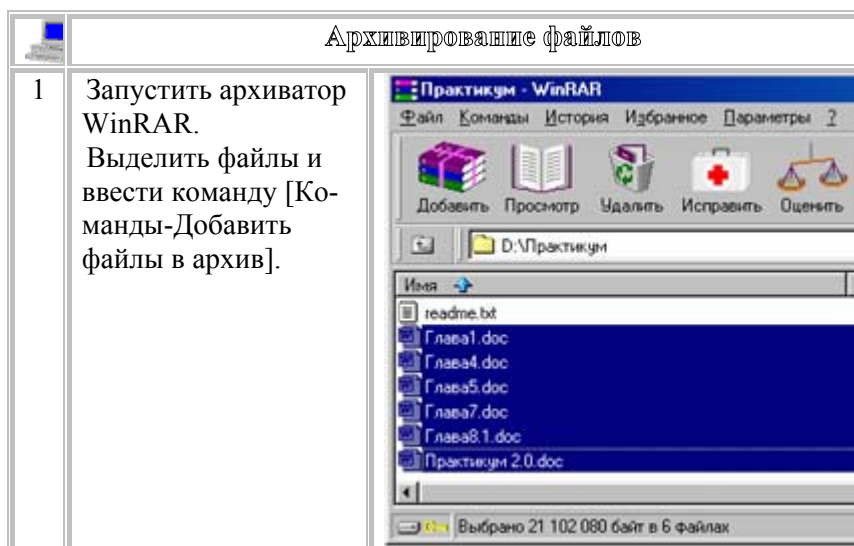 Архивирование файлов
1
Запустить архиватор
WinRAR.
Выделить файлы и
ввести команду [Ко-
манды-Добавить
файлы в архив].
Практикум - WinRAR
Файл Команды История Избранное Параметры ?
Добавить Просмотр Удалить Исправить Оценить
D:\Практикум
Имя
readme.txt
Глава1.doc
Глава4.doc
Глава5.doc
Глава7.doc
Глава8.1.doc
Практикум 2.0.doc
Выбрано 21 102 080 байт в 6 файлах